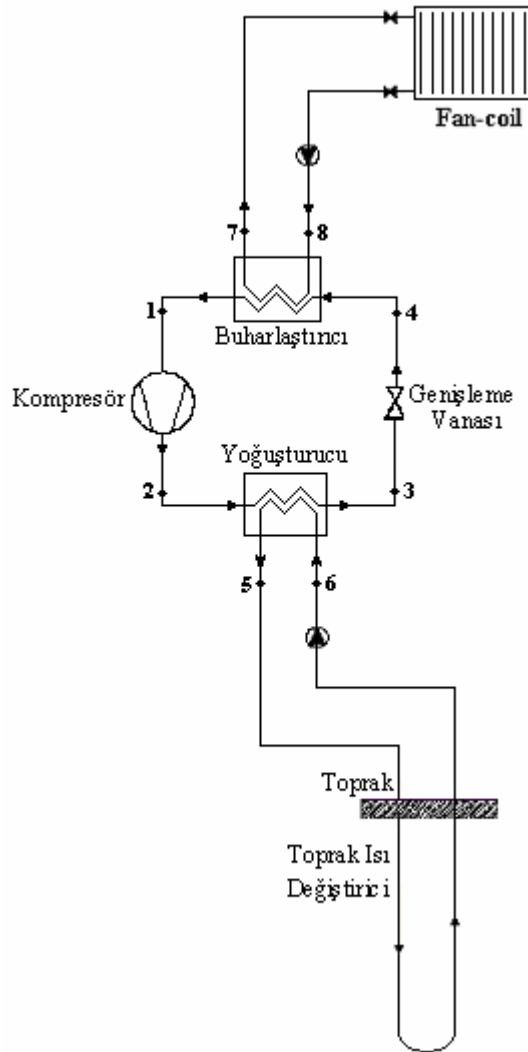 Fan-coil
7
8
1
4
Buharlaştırıcı
Kompresör
Genişleme
Vanası
Yoğuşturucu
2
3
5
6
Toprak
Toprak Isı
Değiştirici